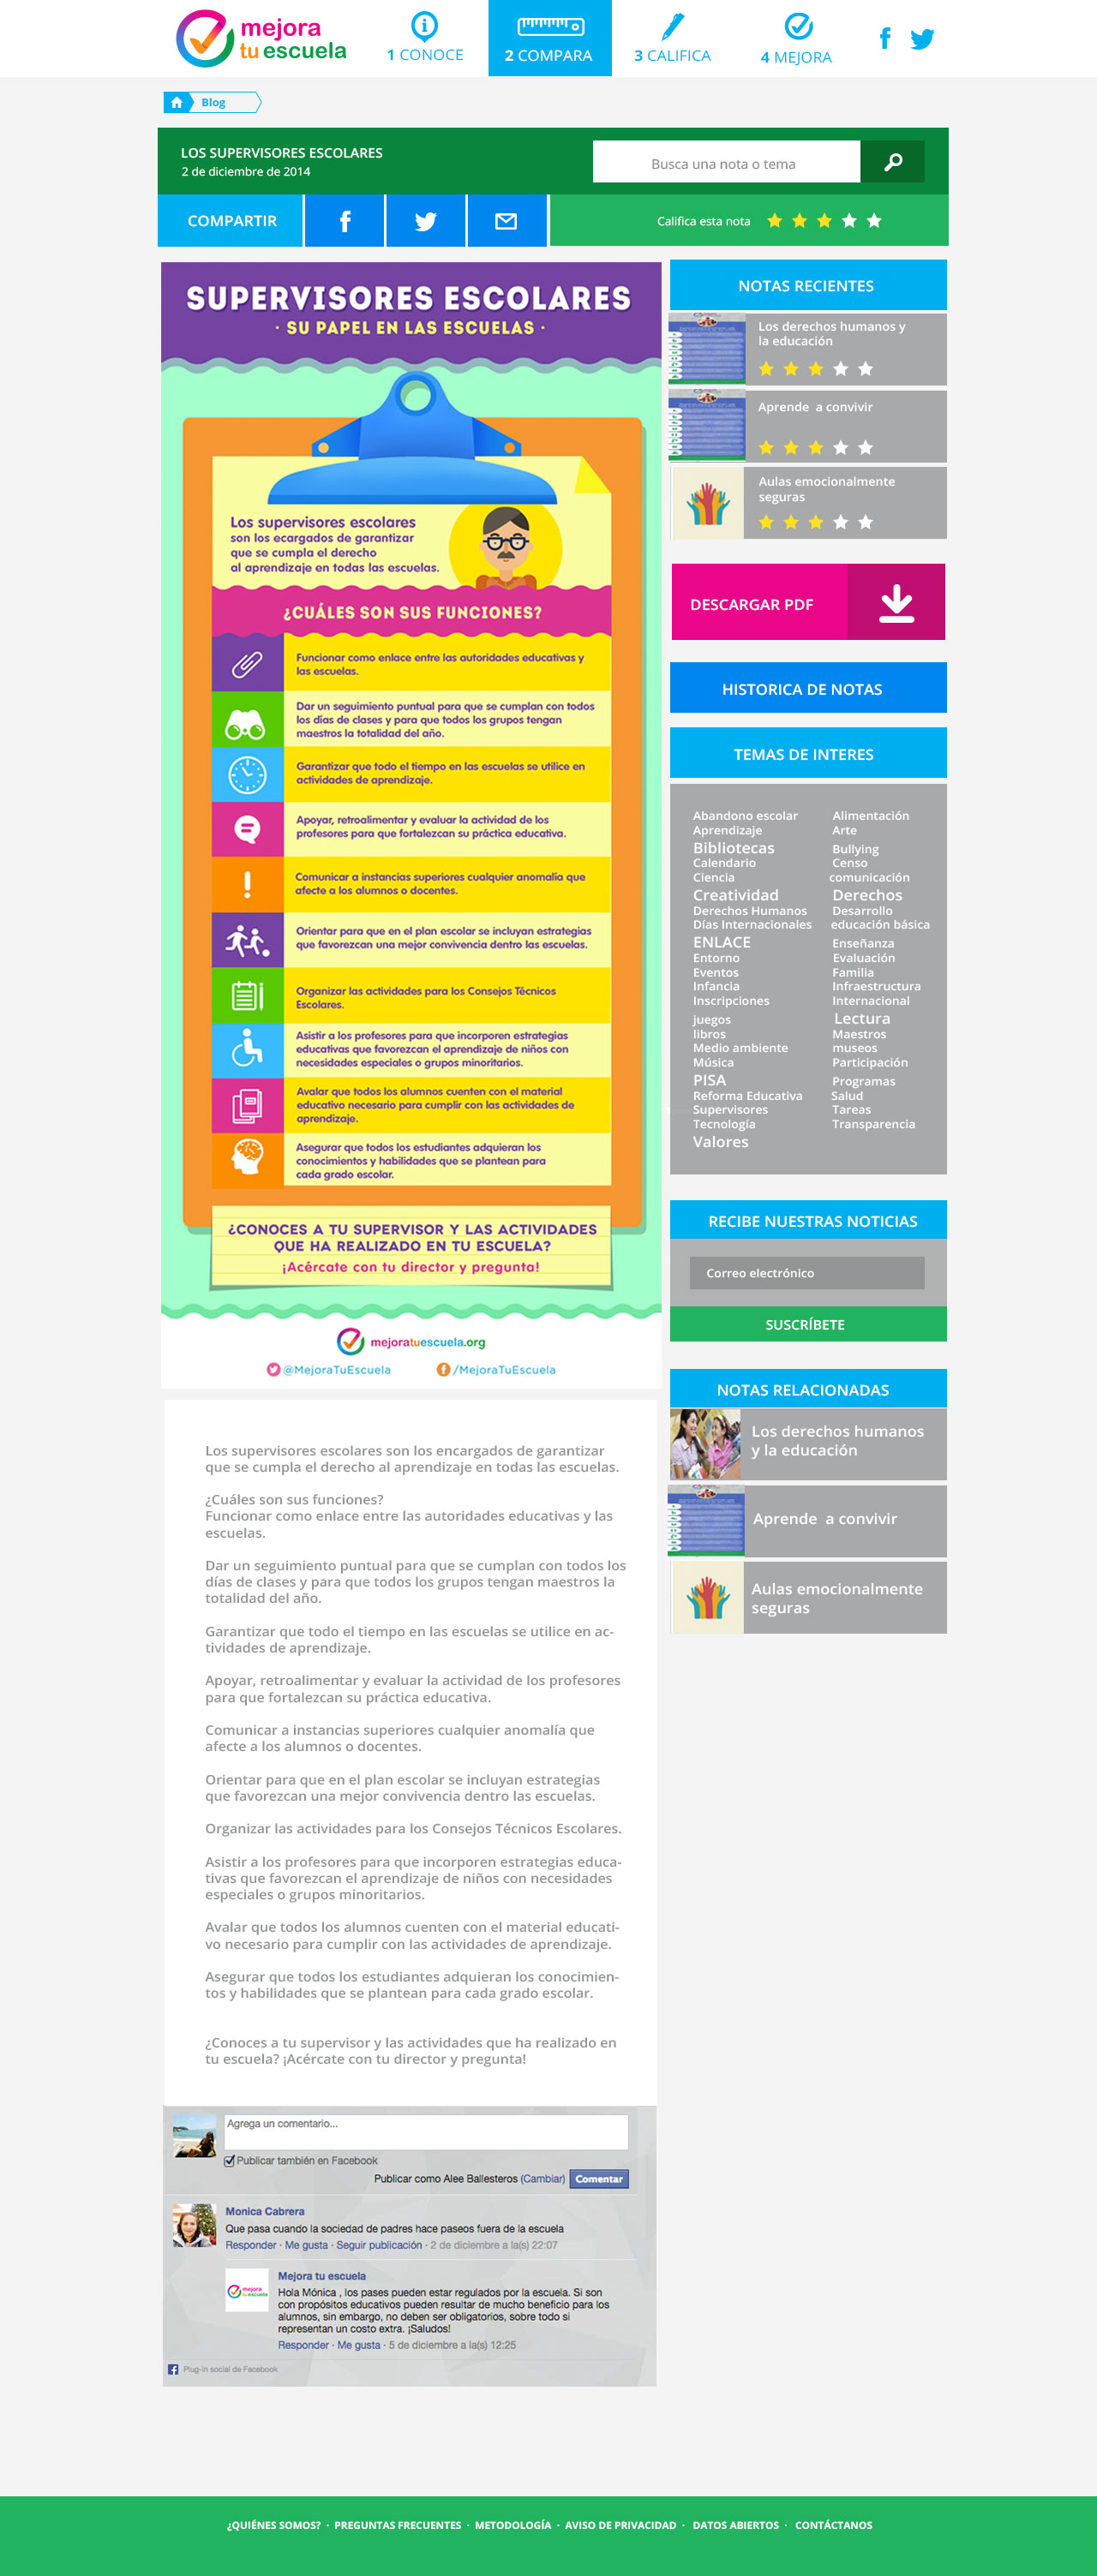 mejora
tu escuela
1 CONOCE
2 COMPARA
3 CALIFICA
4 MEJORA
Blog
LOS SUPERVISORES ESCOLARES
2 de diciembre de 2014
Busca una nota o tema
COMPARTIR
Califica esta nota
SUPERVISORES ESCOLARES
· SU PAPEL EN LAS ESCUELAS ·
Los supervisores escolares
son los ecargados de garantizar
que se cumpla el derecho
al aprendizaje en todas las escuelas.
¿CUÁLES SON SUS FUNCIONES?
Funcionar como enlace entre las autoridades educativas y
las escuelas.
Dar un seguimiento puntual para que se cumplan con todos
los días de clases y para que todos los grupos tengan
maestros la totalidad del año.
Garantizar que todo el tiempo en las escuelas se utilice en
actividades de aprendizaje.
Apoyar, retroalimentar y evaluar la actividad de los
profesores para que fortalezcan su práctica educativa.
Comunicar a instancias superiores cualquier anomalía que
afecte a los alumnos o docentes.
Orientar para que en el plan escolar se incluyan estrategias
que favorezcan una mejor convivencia dentro las escuelas.
Organizar las actividades para los Consejos Técnicos
Escolares.
Asistir a los profesores para que incorporen estrategias
educativas que favorezcan el aprendizaje de niños con
necesidades especiales o grupos minoritarios.
Avalar que todos los alumnos cuenten con el material
educativo necesario para cumplir con las actividades de
aprendizaje.
Asegurar que todos los estudiantes adquieran los
conocimientos y habilidades que se plantean para
cada grado escolar.
¿CONOCES A TU SUPERVISOR Y LAS ACTIVIDADES
QUE HA REALIZADO EN TU ESCUELA?
¡Acércate con tu director y pregunta!
mejoratuescuela.org
@MejoraTuEscuela
/MejoraTuEscuela
Los supervisores escolares son los encargados de garantizar
que se cumpla el derecho al aprendizaje en todas las escuelas.
¿Cuáles son sus funciones?
Funcionar como enlace entre las autoridades educativas y las
escuelas.
Dar un seguimiento puntual para que se cumplan con todos los
días de clases y para que todos los grupos tengan maestros la
totalidad del año.
Garantizar que todo el tiempo en las escuelas se utilice en ac-
tividades de aprendizaje.
Apoyar, retroalimentar y evaluar la actividad de los profesores
para que fortalezcan su práctica educativa.
Comunicar a instancias superiores cualquier anomalía que
afecte a los alumnos o docentes.
Orientar para que en el plan escolar se incluyan estrategias
que favorezcan una mejor convivencia dentro las escuelas.
Organizar las actividades para los Consejos Técnicos Escolares.
Asistir a los profesores para que incorporen estrategias educa-
tivas que favorezcan el aprendizaje de niños con necesidades
especiales o grupos minoritarios.
Avalar que todos los alumnos cuenten con el material educati-
vo necesario para cumplir con las actividades de aprendizaje.
Asegurar que todos los estudiantes adquieran los conocimien-
tos y habilidades que se plantean para cada grado escolar.
¿Conoces a tu supervisor y las actividades que ha realizado en
tu escuela? ¡Acércate con tu director y pregunta!
Agrega un comentario...
Publicar también en Facebook
Publicar como Alee Ballesteros (Cambiar) Comentar
Monica Cabrera
Que pasa cuando la sociedad de padres hace paseos fuera de la escuela
Responder · Me gusta · Seguir publicación · 2 de diciembre a la(s) 22:07
mejora
tu escuela
Mejora tu escuela
Hola Mónica , los pases pueden estar regulados por la escuela. Si son
con propósitos educativos pueden resultar de mucho beneficio para los
alumnos, sin embargo, no deben ser obligatorios, sobre todo si
representan un costo extra. ¡Saludos!
Responder · Me gusta · 5 de diciembre a la(s) 12:25
Plug-in social de Facebook
NOTAS RECIENTES
Los derechos humanos y
la educación
Aprende a convivir
Aulas emocionalmente
seguras
DESCARGAR PDF
HISTORICA DE NOTAS
TEMAS DE INTERES
Abandono escolar Alimentación
Aprendizaje Arte
Bibliotecas Bullying
Calendario Censo
Ciencia comunicación
Creatividad Derechos
Derechos Humanos Desarrollo
Días Internacionales educación básica
ENLACE Enseñanza
Entorno Evaluación
Eventos Familia
Infancia Infraestructura
Inscripciones Internacional
juegos Lectura
libros Maestros
Medio ambiente museos
Música Participación
PISA Programas
Reforma Educativa Salud
Supervisores Tareas
Tecnología Transparencia
Valores
RECIBE NUESTRAS NOTICIAS
Correo electrónico
SUSCRÍBETE
NOTAS RELACIONADAS
Los derechos humanos
y la educación
Aprende a convivir
Aulas emocionalmente
seguras
¿QUIÉNES SOMOS? · PREGUNTAS FRECUENTES · METODOLOGÍA · AVISO DE PRIVACIDAD · DATOS ABIERTOS · CONTÁCTANOS